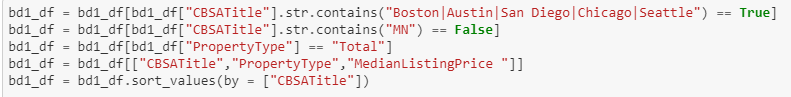 bd1_df = bd1_df[bd1_df["CBSATitle"].str.contains("Boston|Austin|San Diego|Chicago|Seattle") == True]
bd1_df = bd1_df[bd1_df["CBSATitle"].str.contains("MN") == False]
bd1_df = bd1_df[bd1_df["PropertyType"] == "Total"]
bd1_df = bd1_df[["CBSATitle","PropertyType","MedianListingPrice "]]
bd1_df = bd1_df.sort_values(by = ["CBSATitle"])